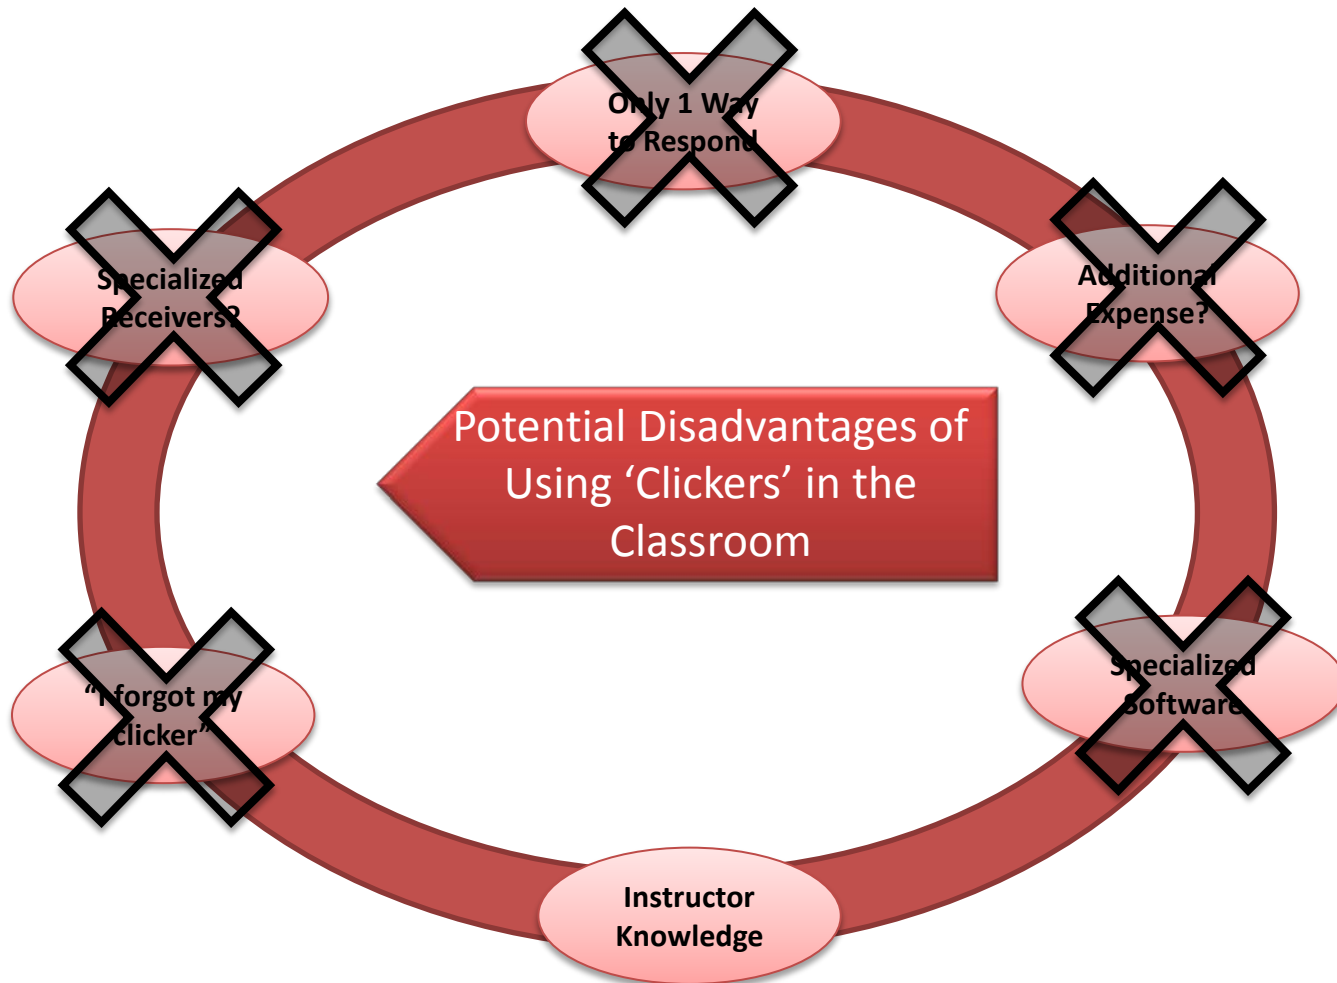 Only 1 Way
to Respond
Specialized
Receivers?
Additional
Expense?
Potential Disadvantages of
Using ‘Clickers’ in the
Classroom
“I forgot my
clicker”
Specialized
Software
Instructor
Knowledge